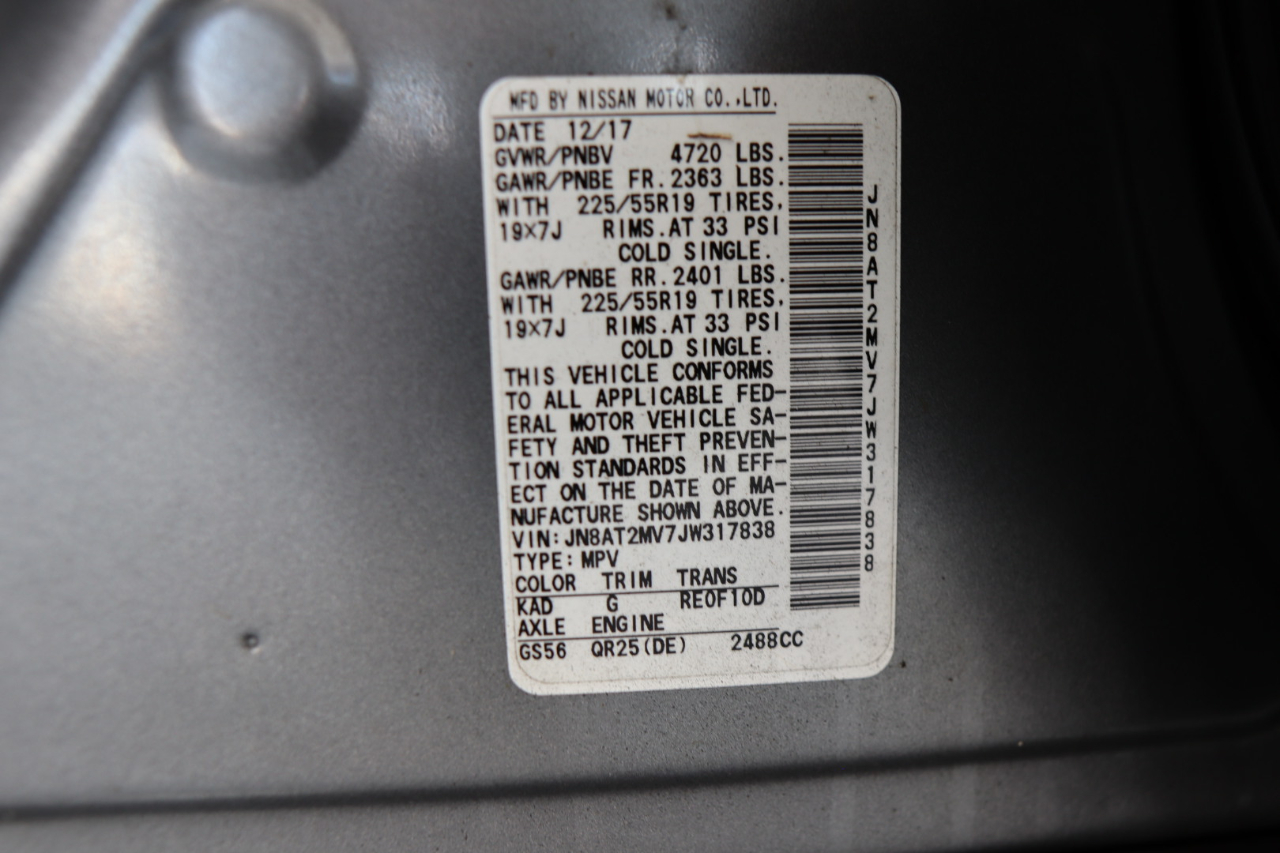 MFD BY NISSAN MOTOR CO.,LTD.
DATE 12/17
GVWR/PNBV 4720 LBS.
GAWR/PNBE FR.2363 LBS.
WITH 225/55R19 TIRES,
19×7J RIMS.AT 33 PSI
COLD SINGLE.
GAWR/PNBE RR.2401 LBS.
WITH 225/55R19 TIRES,
19×7J RIMS.AT 33 PSI
COLD SINGLE.
THIS VEHICLE CONFORMS
TO ALL APPLICABLE FED-
ERAL MOTOR VEHICLE SA-
FETY AND THEFT PREVEN-
TION STANDARDS IN EFF-
ECT ON THE DATE OF MA-
NUFACTURE SHOWN ABOVE.
VIN:JN8AT2MV7JW317838
TYPE:MPV
COLOR TRIM TRANS
KAD G RE0F10D
AXLE ENGINE
GS56 QR25(DE) 2488CC
JN8AT2MV7JW317838